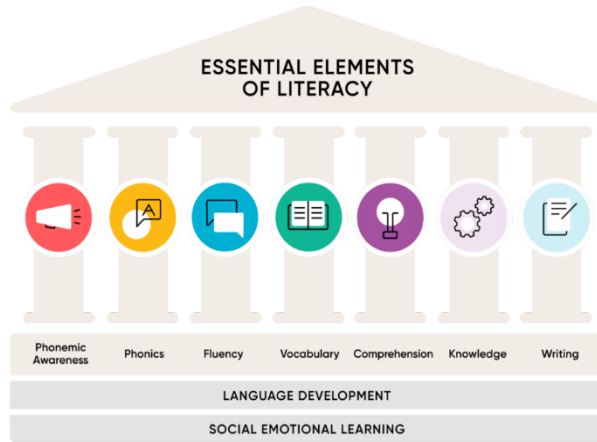 ESSENTIAL ELEMENTS
OF LITERACY
A
Phonemic
Awareness
Phonics
Fluency
Vocabulary
Comprehension
Knowledge
Writing
LANGUAGE DEVELOPMENT
SOCIAL EMOTIONAL LEARNING